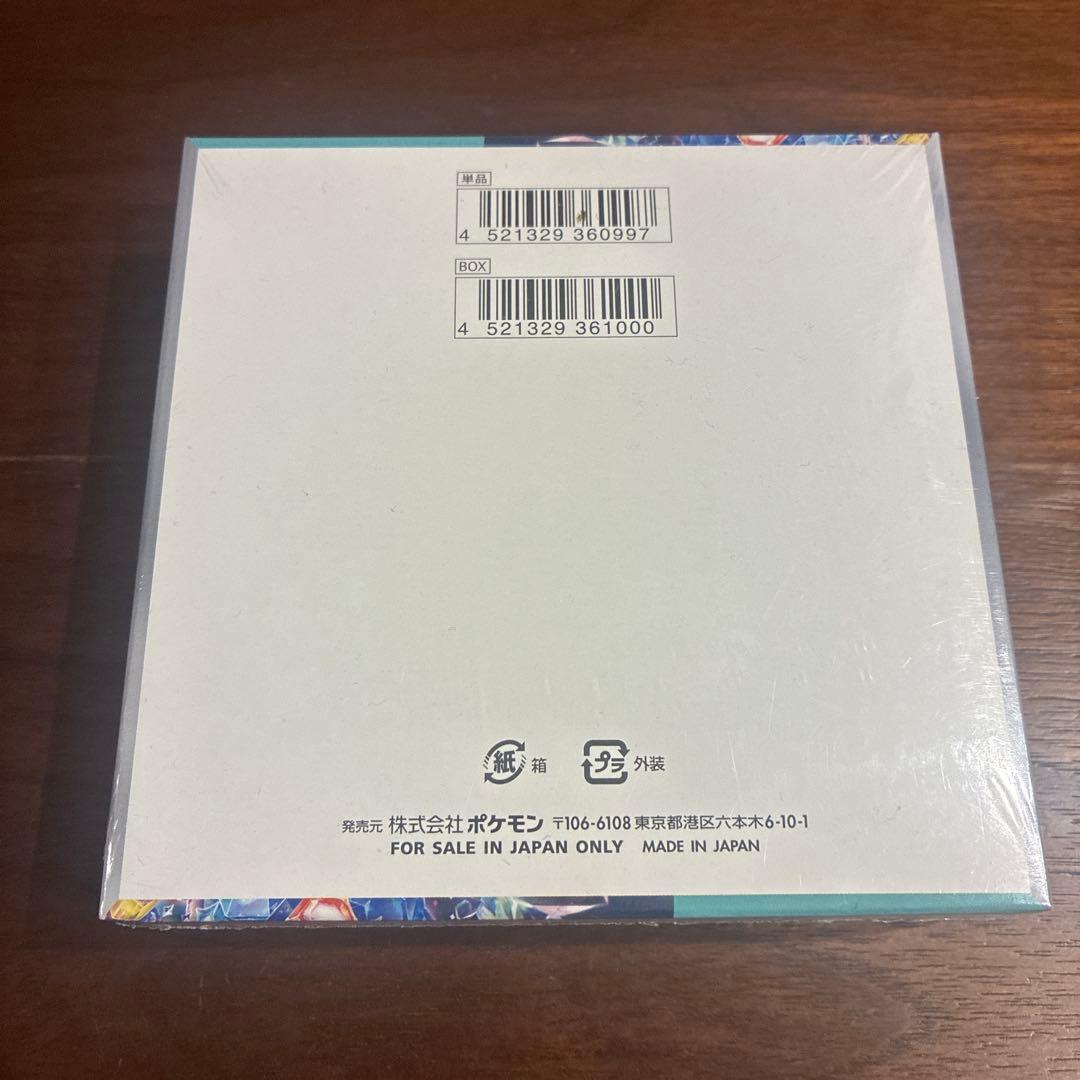 単品
4 521329 360997
BOX
4 521329 361000
紙 箱 プラ 外装
発売元 株式会社 ポケモン 〒106-6108 東京都港区六本木6-10-1
FOR SALE IN JAPAN ONLY MADE IN JAPAN